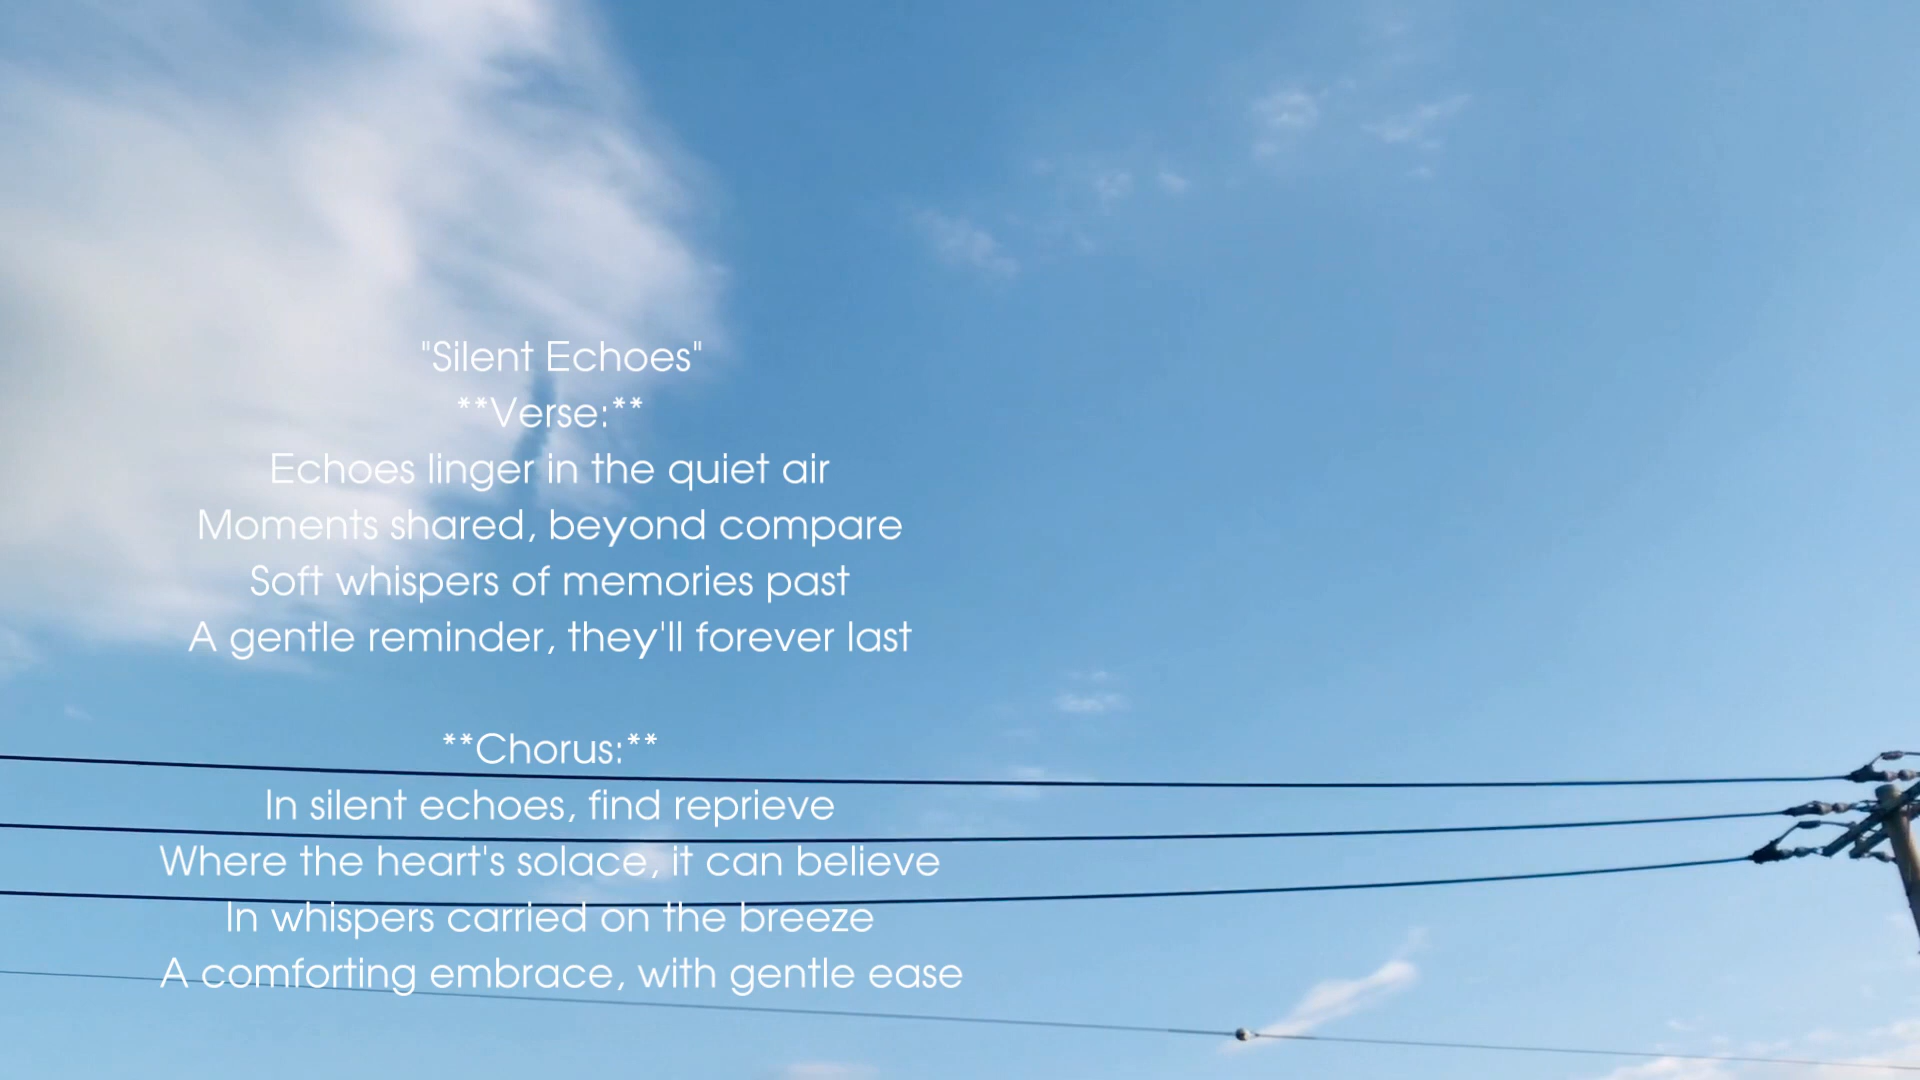 "Silent Echoes"
**Verse:**
Echoes linger in the quiet air
Moments shared, beyond compare
Soft whispers of memories past
A gentle reminder, they'll forever last
**Chorus:**
In silent echoes, find reprieve
Where the heart's solace, it can believe
In whispers carried on the breeze
A comforting embrace, with gentle ease